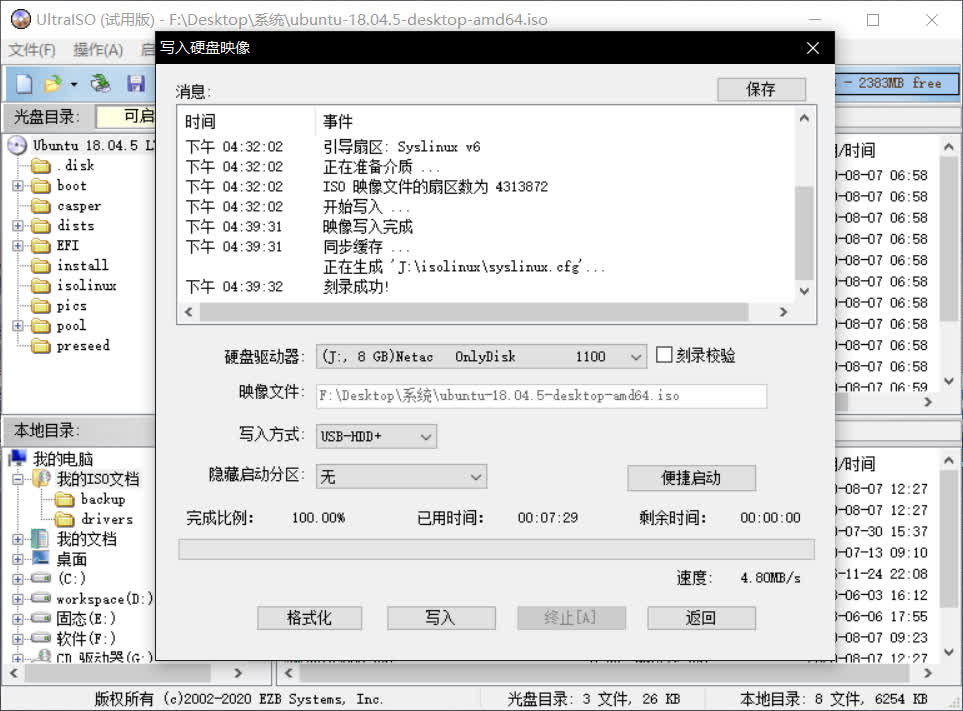 UltraISO (试用版) - F:\Desktop\系统\ubuntu-18.04.5-desktop-amd64.iso
文件(F) 操作(A) 启
写入硬盘映像
- 2383MB free
光盘目录: 可启
消息:
保存
时间 事件
下午 04:32:02 引导扇区: Syslinux v6
下午 04:32:02 正在准备介质 ...
下午 04:32:02 ISO 映像文件的扇区数为 4313872
下午 04:32:02 开始写入 ...
下午 04:39:31 映像写入完成
下午 04:39:31 同步缓存 ...
正在生成 'J:\isolinux\syslinux.cfg'...
下午 04:39:32 刻录成功!
Ubuntu 18.04.5 L
.disk
boot
casper
dists
EFI
install
isolinux
pics
pool
preseed
/时间
-08-07 06:58
-08-07 06:58
-08-07 06:58
-08-07 06:58
-08-07 06:58
-08-07 06:58
-08-07 06:58
-08-07 06:58
-08-07 06:58
-08-07 06:58
-08-07 06:59
硬盘驱动器: (J:, 8 GB)Netac OnlyDisk 1100 刻录校验
映像文件: F:\Desktop\系统\ubuntu-18.04.5-desktop-amd64.iso
写入方式: USB-HDD+
隐藏启动分区: 无 便捷启动
完成比例: 100.00% 已用时间: 00:07:29 剩余时间: 00:00:00
速度: 4.80MB/s
格式化 写入 终止[A] 返回
本地目录:
我的电脑
我的ISO文档
backup
drivers
我的文档
桌面
(C:)
workspace(D:)
固态(E:)
软件(F:)
CD 驱动器(G:)
/时间
-08-07 12:27
-08-07 12:27
-07-30 15:37
-07-13 09:10
-11-24 22:08
-06-03 16:12
-06-06 17:55
-08-07 09:23
-08-07 12:27
版权所有 (c)2002-2020 EZB Systems, Inc. 光盘目录: 3 文件, 26 KB 本地目录: 8 文件, 6254 KB